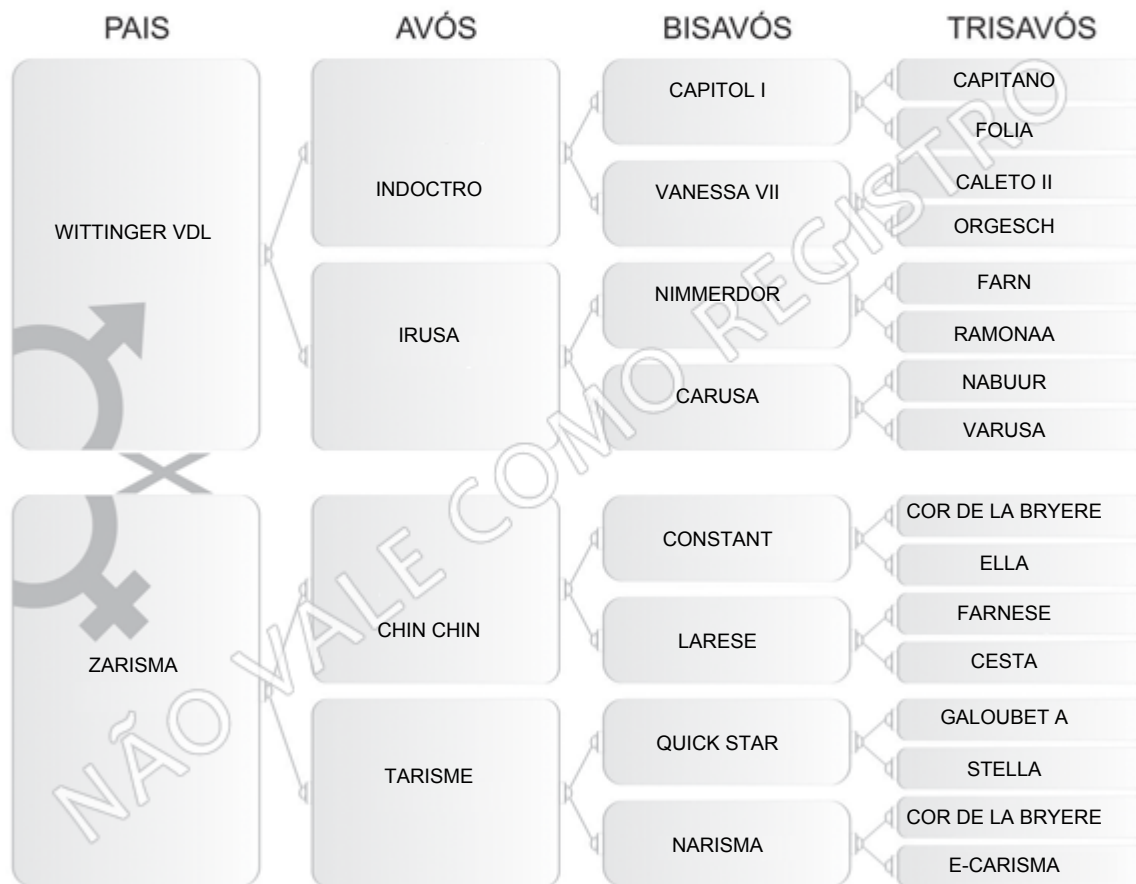 PAIS AVÓS BISAVÓS TRISAVÓS
WITTINGER VDL
INDOCTRO
IRUSA
CAPITOL I
VANESSA VII
NIMMERDOR
CARUSA
CAPITANO
FOLIA
CALETO II
ORGESCH
FARN
RAMONAA
NABUUR
VARUSA
ZARISMA
CHIN CHIN
TARISME
CONSTANT
LARESE
QUICK STAR
NARISMA
COR DE LA BRYERE
ELLA
FARNESE
CESTA
GALOUBET A
STELLA
COR DE LA BRYERE
E-CARISMA
NÃO VALE COMO REGISTRO